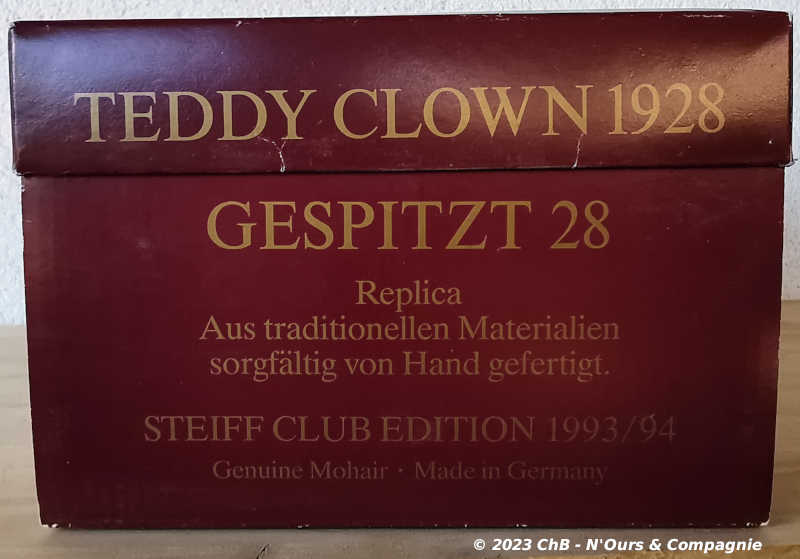 TEDDY CLOWN 1928
GESPITZT 28
Replica
Aus traditionellen Materialien
sorgfältig von Hand gefertigt.
STEIFF CLUB EDITION 1993/94
Genuine Mohair · Made in Germany
© 2023 ChB - N'Ours & Compagnie